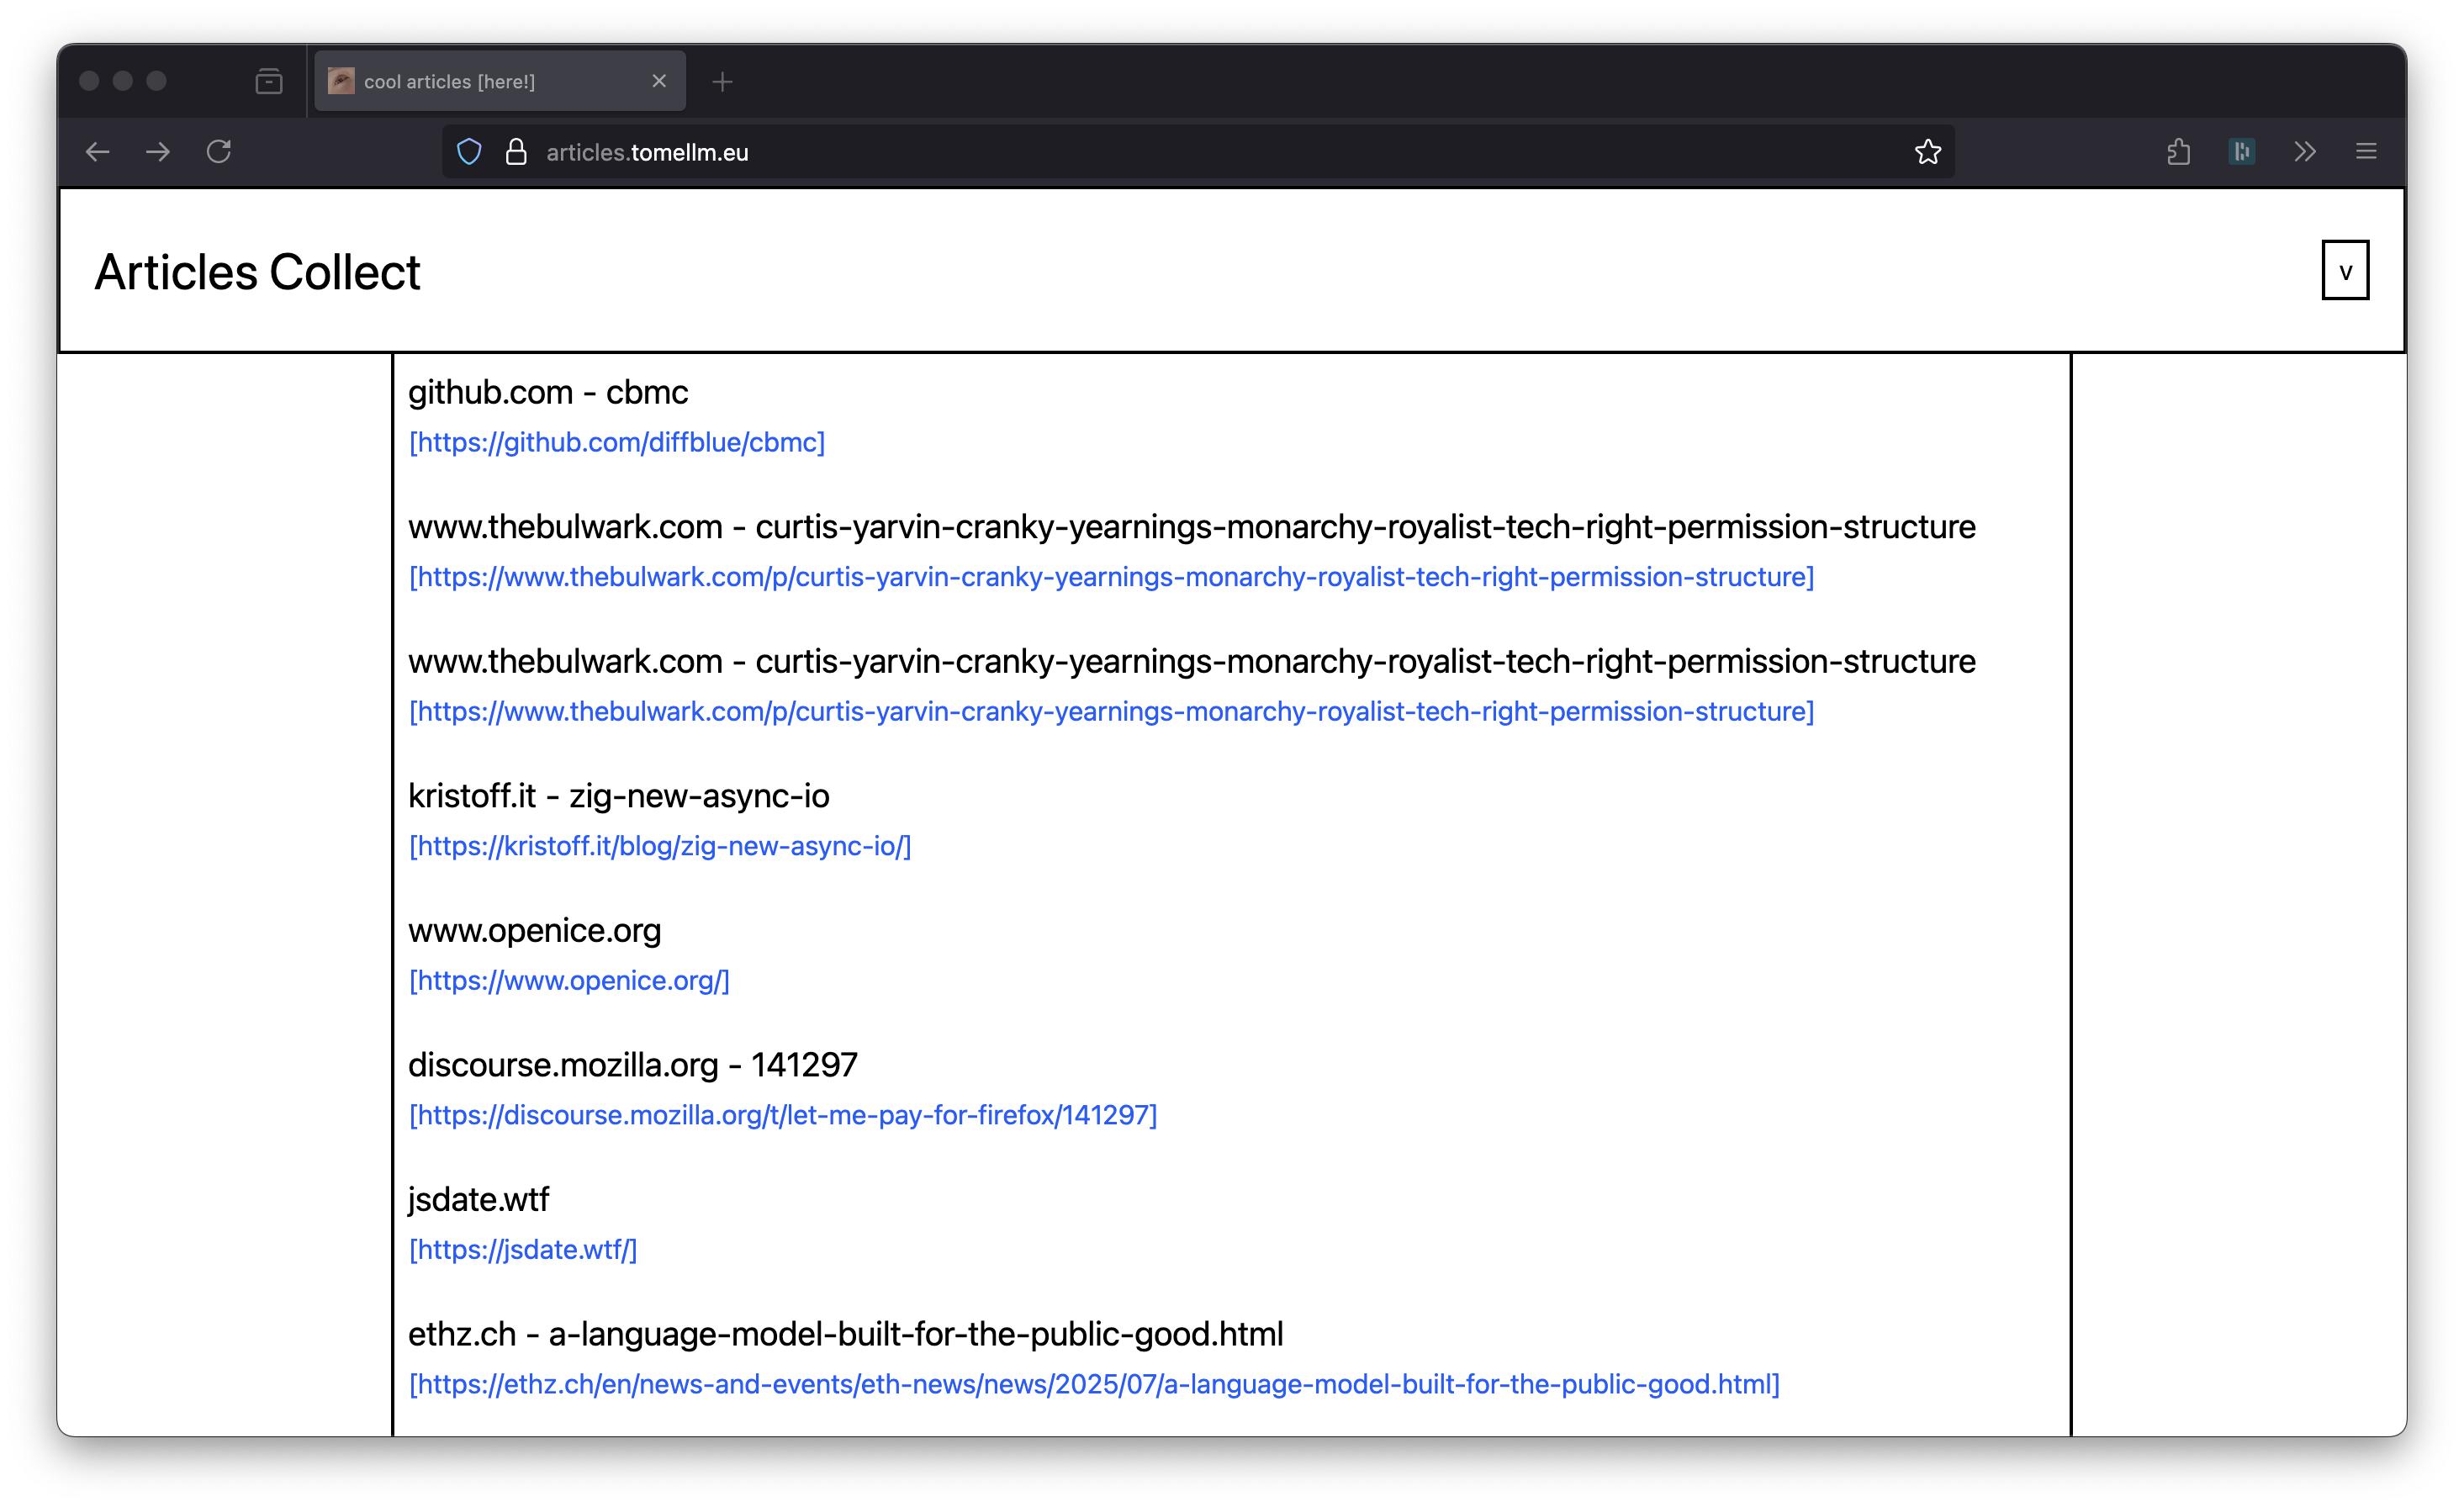 cool articles [here!]
articles.tomellm.eu
Articles Collect
v
github.com - cbmc
[https://github.com/diffblue/cbmc]
www.thebulwark.com - curtis-yarvin-cranky-yearnings-monarchy-royalist-tech-right-permission-structure
[https://www.thebulwark.com/p/curtis-yarvin-cranky-yearnings-monarchy-royalist-tech-right-permission-structure]
www.thebulwark.com - curtis-yarvin-cranky-yearnings-monarchy-royalist-tech-right-permission-structure
[https://www.thebulwark.com/p/curtis-yarvin-cranky-yearnings-monarchy-royalist-tech-right-permission-structure]
kristoff.it - zig-new-async-io
[https://kristoff.it/blog/zig-new-async-io/]
www.openice.org
[https://www.openice.org/]
discourse.mozilla.org - 141297
[https://discourse.mozilla.org/t/let-me-pay-for-firefox/141297]
jsdate.wtf
[https://jsdate.wtf/]
ethz.ch - a-language-model-built-for-the-public-good.html
[https://ethz.ch/en/news-and-events/eth-news/news/2025/07/a-language-model-built-for-the-public-good.html]